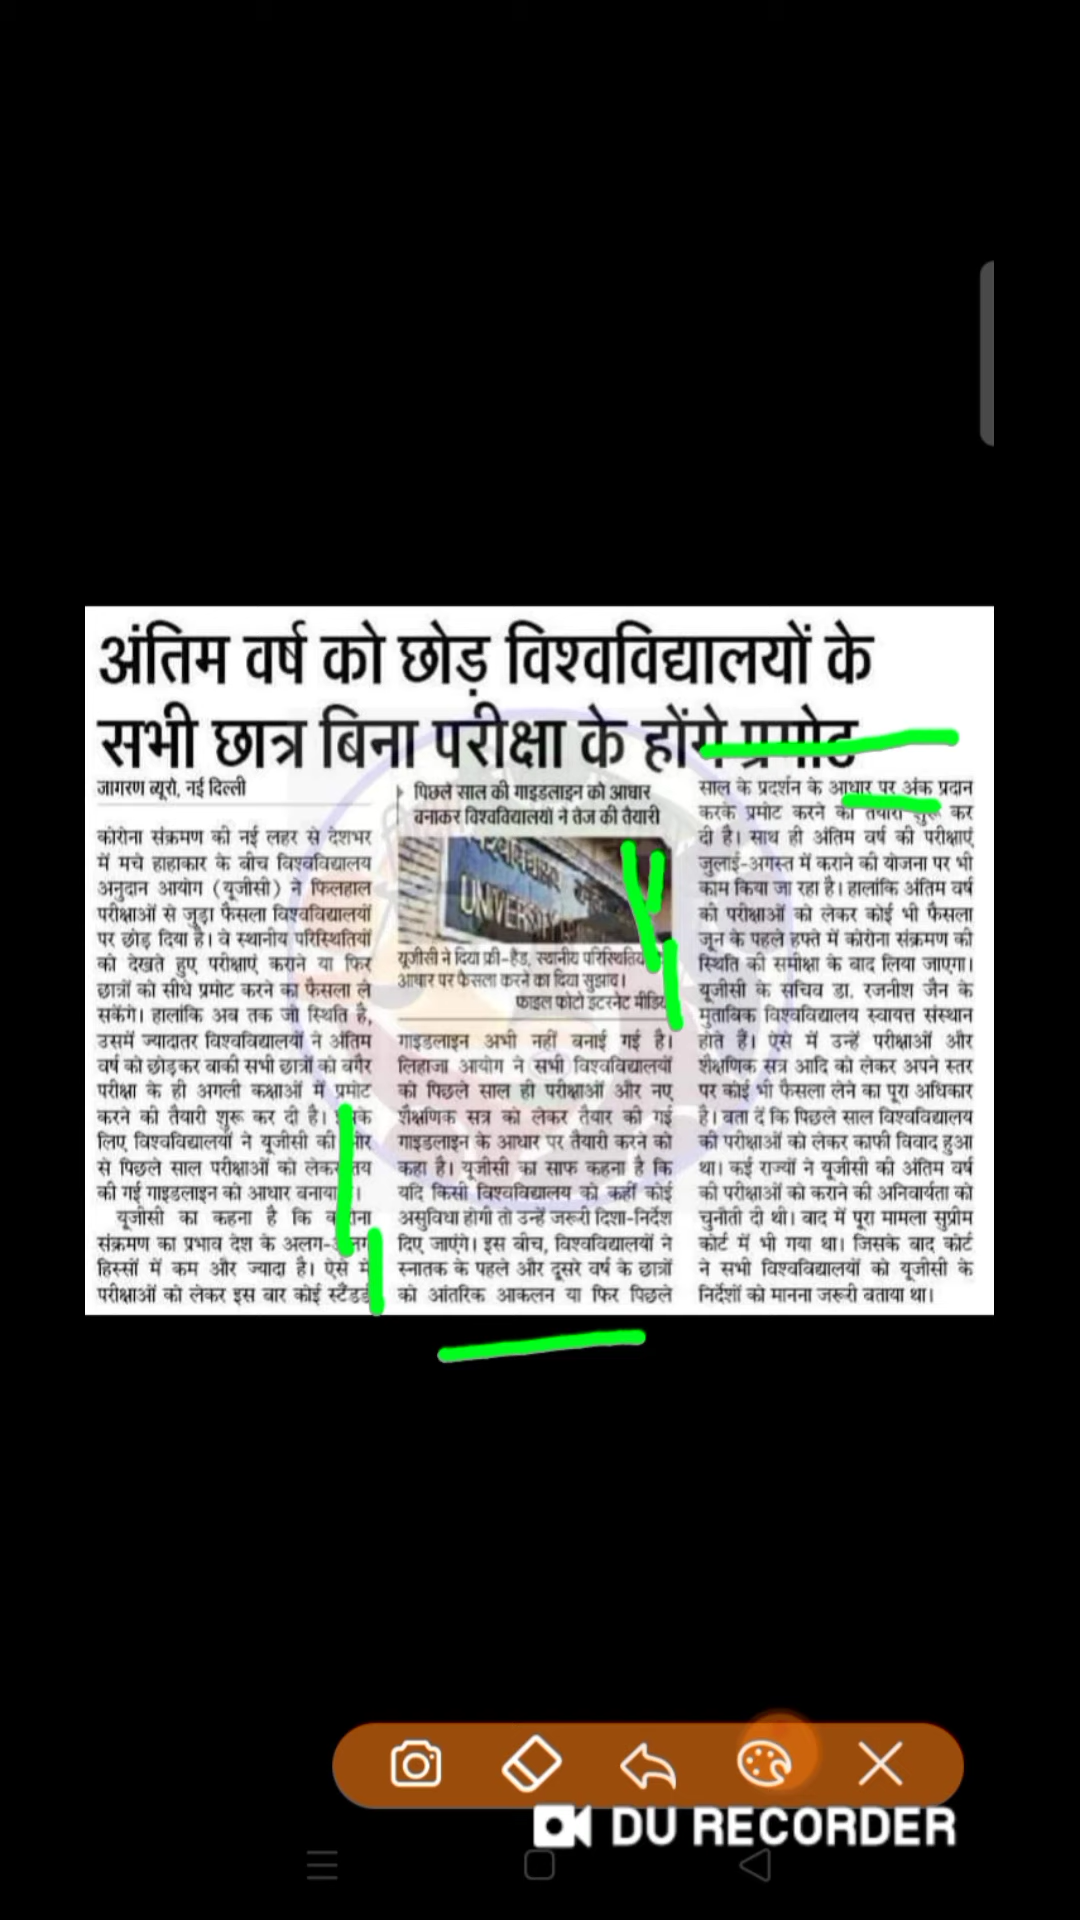 अंतिम वर्ष को छोड़ विश्वविद्यालयों के
सभी छात्र बिना परीक्षा के होंगे प्रमोट
जागरण ब्यूरो, नई दिल्ली
कोरोना संक्रमण की नई लहर से देशभर
में मचे हाहाकार के बीच विश्वविद्यालय
अनुदान आयोग (यूजीसी) ने फिलहाल
परीक्षाओं से जुड़ा फैसला विश्वविद्यालयों
पर छोड़ दिया है। वे स्थानीय परिस्थितियों
को देखते हुए परीक्षाएं कराने या फिर
छात्रों को सीधे प्रमोट करने का फैसला ले
सकेंगे। हालांकि अब तक जो स्थिति है,
उसमें ज्यादातर विश्वविद्यालयों ने अंतिम
वर्ष को छोड़कर बाकी सभी छात्रों को बगैर
परीक्षा के ही अगली कक्षाओं में प्रमोट
करने की तैयारी शुरू कर दी है। इसके
लिए विश्वविद्यालयों ने यूजीसी की ओर
से पिछले साल परीक्षाओं को लेकर तय
की गई गाइडलाइन को आधार बनाया है।
यूजीसी का कहना है कि कोरोना
संक्रमण का प्रभाव देश के अलग-अलग
हिस्सों में कम और ज्यादा है। ऐसे में
परीक्षाओं को लेकर इस बार कोई स्टैंडर्ड
पिछले साल की गाइडलाइन को आधार
बनाकर विश्वविद्यालयों ने तेज की तैयारी
UNIVERSITY
यूजीसी ने दिया फ्री-हैंड, स्थानीय परिस्थितियों के
आधार पर फैसला करने का दिया सुझाव।
फाइल फोटो इंटरनेट मीडिया
गाइडलाइन अभी नहीं बनाई गई है।
लिहाजा आयोग ने सभी विश्वविद्यालयों
को पिछले साल ही परीक्षाओं और नए
शैक्षणिक सत्र को लेकर तैयार की गई
गाइडलाइन के आधार पर तैयारी करने को
कहा है। यूजीसी का साफ कहना है कि
यदि किसी विश्वविद्यालय को कहीं कोई
असुविधा होगी तो उन्हें जरूरी दिशा-निर्देश
दिए जाएंगे। इस बीच, विश्वविद्यालयों ने
स्नातक के पहले और दूसरे वर्ष के छात्रों
को आंतरिक आकलन या फिर पिछले
साल के प्रदर्शन के आधार पर अंक प्रदान
करके प्रमोट करने की तैयारी शुरू कर
दी है। साथ ही अंतिम वर्ष की परीक्षाएं
जुलाई-अगस्त में कराने की योजना पर भी
काम किया जा रहा है। हालांकि अंतिम वर्ष
की परीक्षाओं को लेकर कोई भी फैसला
जून के पहले हफ्ते में कोरोना संक्रमण की
स्थिति की समीक्षा के बाद लिया जाएगा।
यूजीसी के सचिव डा. रजनीश जैन के
मुताबिक विश्वविद्यालय स्वायत्त संस्थान
होते हैं। ऐसे में उन्हें परीक्षाओं और
शैक्षणिक सत्र आदि को लेकर अपने स्तर
पर कोई भी फैसला लेने का पूरा अधिकार
है। बता दें कि पिछले साल विश्वविद्यालय
की परीक्षाओं को लेकर काफी विवाद हुआ
था। कई राज्यों ने यूजीसी की अंतिम वर्ष
की परीक्षाओं को कराने की अनिवार्यता को
चुनौती दी थी। बाद में पूरा मामला सुप्रीम
कोर्ट में भी गया था। जिसके बाद कोर्ट
ने सभी विश्वविद्यालयों को यूजीसी के
निर्देशों को मानना जरूरी बताया था।
DU RECORDER